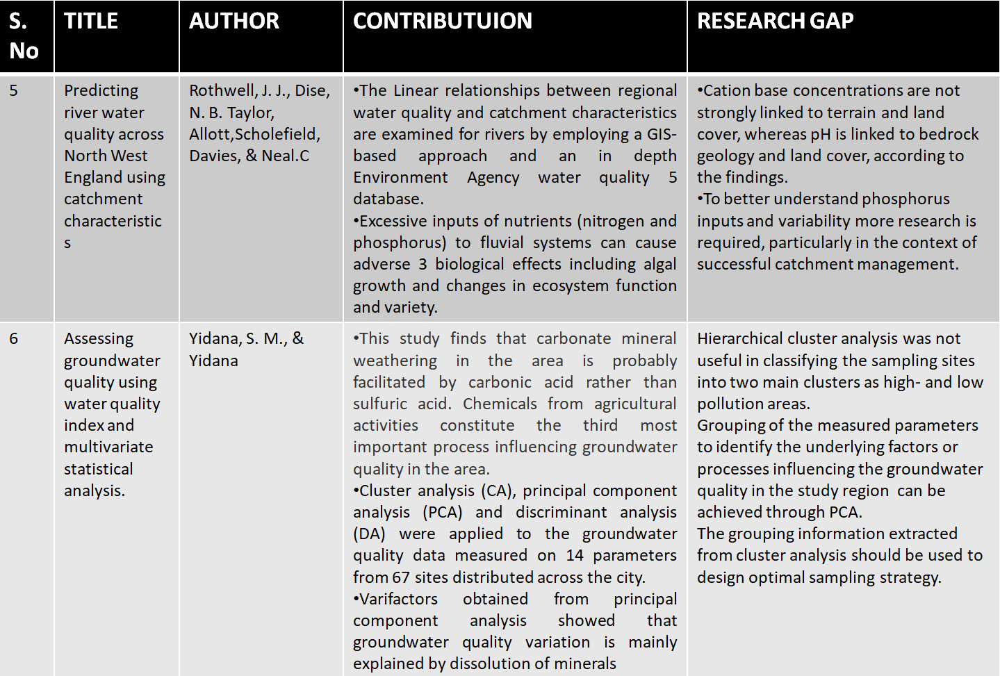 S.
No
TITLE
AUTHOR
CONTRIBUTUION
RESEARCH GAP
5
Predicting
river water
quality across
North West
England using
catchment
characteristic
s
Rothwell, J. J., Dise,
N. B. Taylor,
Allott,Scholefield,
Davies, & Neal.C
•The Linear relationships between regional
water quality and catchment characteristics
are examined for rivers by employing a GIS-
based approach and an in depth
Environment Agency water quality 5
database.
•Excessive inputs of nutrients (nitrogen and
phosphorus) to fluvial systems can cause
adverse 3 biological effects including algal
growth and changes in ecosystem function
and variety.
•Cation base concentrations are not
strongly linked to terrain and land
cover, whereas pH is linked to bedrock
geology and land cover, according to
the findings.
•To better understand phosphorus
inputs and variability more research is
required, particularly in the context of
successful catchment management.
6
Assessing
groundwater
quality using
water quality
index and
multivariate
statistical
analysis.
Yidana, S. M., &
Yidana
•This study finds that carbonate mineral
weathering in the area is probably
facilitated by carbonic acid rather than
sulfuric acid. Chemicals from agricultural
activities constitute the third most
important process influencing groundwater
quality in the area.
•Cluster analysis (CA), principal component
analysis (PCA) and discriminant analysis
(DA) were applied to the groundwater
quality data measured on 14 parameters
from 67 sites distributed across the city.
•Varifactors obtained from principal
component analysis showed that
groundwater quality variation is mainly
explained by dissolution of minerals
Hierarchical cluster analysis was not
useful in classifying the sampling sites
into two main clusters as high- and low
pollution areas.
Grouping of the measured parameters
to identify the underlying factors or
processes influencing the groundwater
quality in the study region can be
achieved through PCA.
The grouping information extracted
from cluster analysis should be used to
design optimal sampling strategy.